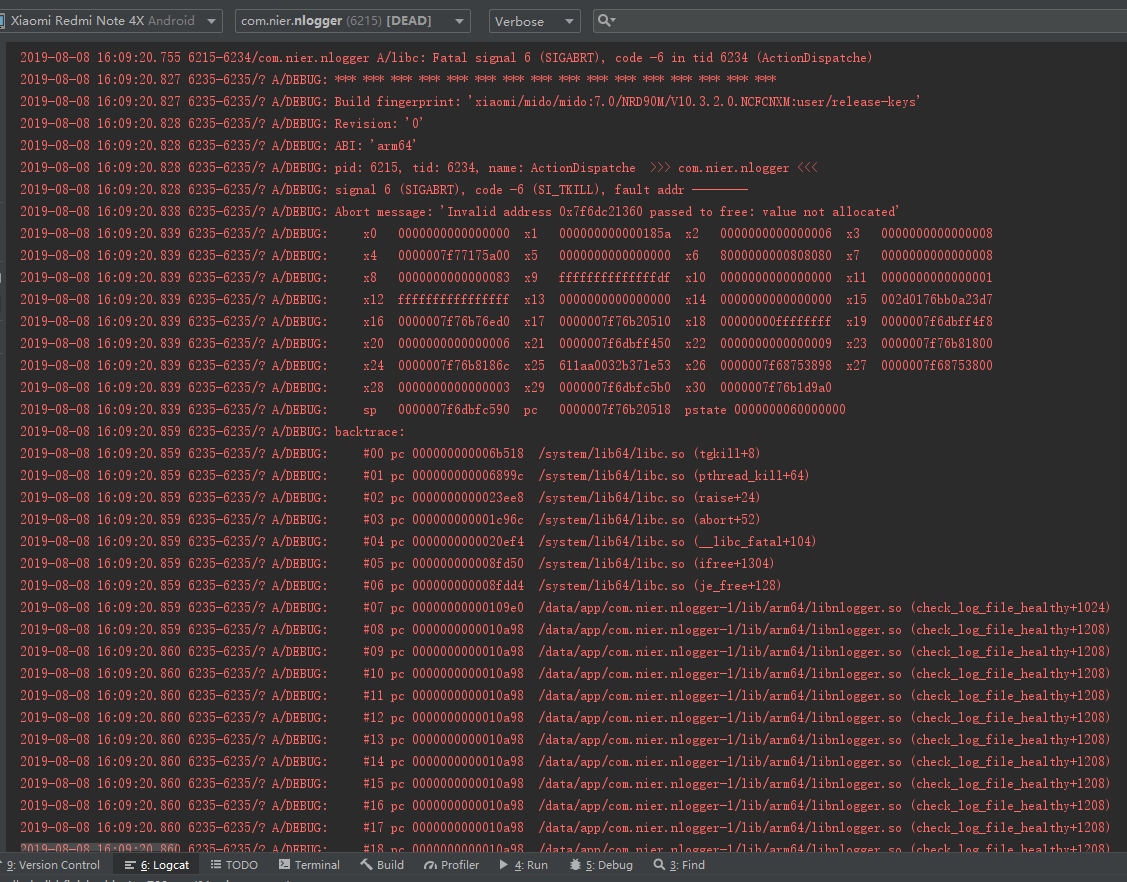 Xiaomi Redmi Note 4X Android com.nier.nlogger (6215) [DEAD] Verbose
2019-08-08 16:09:20.755 6215-6234/com.nier.nlogger A/libc: Fatal signal 6 (SIGABRT), code -6 in tid 6234 (ActionDispatche)
2019-08-08 16:09:20.827 6235-6235/? A/DEBUG: *** *** *** *** *** *** *** *** *** *** *** *** *** *** *** ***
2019-08-08 16:09:20.827 6235-6235/? A/DEBUG: Build fingerprint: 'xiaomi/mido/mido:7.0/NRD90M/V10.3.2.0.NCFCNXM:user/release-keys'
2019-08-08 16:09:20.828 6235-6235/? A/DEBUG: Revision: '0'
2019-08-08 16:09:20.828 6235-6235/? A/DEBUG: ABI: 'arm64'
2019-08-08 16:09:20.828 6235-6235/? A/DEBUG: pid: 6215, tid: 6234, name: ActionDispatche >>> com.nier.nlogger <<<
2019-08-08 16:09:20.828 6235-6235/? A/DEBUG: signal 6 (SIGABRT), code -6 (SI_TKILL), fault addr --------
2019-08-08 16:09:20.838 6235-6235/? A/DEBUG: Abort message: 'Invalid address 0x7f6dc21360 passed to free: value not allocated'
2019-08-08 16:09:20.839 6235-6235/? A/DEBUG: x0 0000000000000000 x1 000000000000185a x2 0000000000000006 x3 0000000000000008
2019-08-08 16:09:20.839 6235-6235/? A/DEBUG: x4 0000007f77175a00 x5 0000000000000000 x6 8000000000808080 x7 0000000000000008
2019-08-08 16:09:20.839 6235-6235/? A/DEBUG: x8 0000000000000083 x9 ffffffffffffffdf x10 0000000000000000 x11 0000000000000001
2019-08-08 16:09:20.839 6235-6235/? A/DEBUG: x12 ffffffffffffffff x13 0000000000000000 x14 0000000000000000 x15 002d0176bb0a23d7
2019-08-08 16:09:20.839 6235-6235/? A/DEBUG: x16 0000007f76b76ed0 x17 0000007f76b20510 x18 00000000ffffffff x19 0000007f6dbff4f8
2019-08-08 16:09:20.839 6235-6235/? A/DEBUG: x20 0000000000000006 x21 0000007f6dbff450 x22 0000000000000009 x23 0000007f76b81800
2019-08-08 16:09:20.839 6235-6235/? A/DEBUG: x24 0000007f76b8186c x25 611aa0032b371e53 x26 0000007f68753898 x27 0000007f68753800
2019-08-08 16:09:20.839 6235-6235/? A/DEBUG: x28 0000000000000003 x29 0000007f6dbfc5b0 x30 0000007f76b1d9a0
2019-08-08 16:09:20.839 6235-6235/? A/DEBUG: sp 0000007f6dbfc590 pc 0000007f76b20518 pstate 0000000060000000
2019-08-08 16:09:20.859 6235-6235/? A/DEBUG: backtrace:
2019-08-08 16:09:20.859 6235-6235/? A/DEBUG: #00 pc 000000000006b518 /system/lib64/libc.so (tgkill+8)
2019-08-08 16:09:20.859 6235-6235/? A/DEBUG: #01 pc 000000000006899c /system/lib64/libc.so (pthread_kill+64)
2019-08-08 16:09:20.859 6235-6235/? A/DEBUG: #02 pc 0000000000023ee8 /system/lib64/libc.so (raise+24)
2019-08-08 16:09:20.859 6235-6235/? A/DEBUG: #03 pc 000000000001c96c /system/lib64/libc.so (abort+52)
2019-08-08 16:09:20.859 6235-6235/? A/DEBUG: #04 pc 0000000000020ef4 /system/lib64/libc.so (__libc_fatal+104)
2019-08-08 16:09:20.859 6235-6235/? A/DEBUG: #05 pc 000000000008fd50 /system/lib64/libc.so (ifree+1304)
2019-08-08 16:09:20.859 6235-6235/? A/DEBUG: #06 pc 000000000008fdd4 /system/lib64/libc.so (je_free+128)
2019-08-08 16:09:20.859 6235-6235/? A/DEBUG: #07 pc 00000000000109e0 /data/app/com.nier.nlogger-1/lib/arm64/libnlogger.so (check_log_file_healthy+1024)
2019-08-08 16:09:20.859 6235-6235/? A/DEBUG: #08 pc 0000000000010a98 /data/app/com.nier.nlogger-1/lib/arm64/libnlogger.so (check_log_file_healthy+1208)
2019-08-08 16:09:20.860 6235-6235/? A/DEBUG: #09 pc 0000000000010a98 /data/app/com.nier.nlogger-1/lib/arm64/libnlogger.so (check_log_file_healthy+1208)
2019-08-08 16:09:20.860 6235-6235/? A/DEBUG: #10 pc 0000000000010a98 /data/app/com.nier.nlogger-1/lib/arm64/libnlogger.so (check_log_file_healthy+1208)
2019-08-08 16:09:20.860 6235-6235/? A/DEBUG: #11 pc 0000000000010a98 /data/app/com.nier.nlogger-1/lib/arm64/libnlogger.so (check_log_file_healthy+1208)
2019-08-08 16:09:20.860 6235-6235/? A/DEBUG: #12 pc 0000000000010a98 /data/app/com.nier.nlogger-1/lib/arm64/libnlogger.so (check_log_file_healthy+1208)
2019-08-08 16:09:20.860 6235-6235/? A/DEBUG: #13 pc 0000000000010a98 /data/app/com.nier.nlogger-1/lib/arm64/libnlogger.so (check_log_file_healthy+1208)
2019-08-08 16:09:20.860 6235-6235/? A/DEBUG: #14 pc 0000000000010a98 /data/app/com.nier.nlogger-1/lib/arm64/libnlogger.so (check_log_file_healthy+1208)
2019-08-08 16:09:20.860 6235-6235/? A/DEBUG: #15 pc 0000000000010a98 /data/app/com.nier.nlogger-1/lib/arm64/libnlogger.so (check_log_file_healthy+1208)
2019-08-08 16:09:20.860 6235-6235/? A/DEBUG: #16 pc 0000000000010a98 /data/app/com.nier.nlogger-1/lib/arm64/libnlogger.so (check_log_file_healthy+1208)
2019-08-08 16:09:20.860 6235-6235/? A/DEBUG: #17 pc 0000000000010a98 /data/app/com.nier.nlogger-1/lib/arm64/libnlogger.so (check_log_file_healthy+1208)
2019-08-08 16:09:20.860 6235-6235/? A/DEBUG: #18 pc 0000000000010a98 /data/app/com.nier.nlogger-1/lib/arm64/libnlogger.so (check_log_file_healthy+1208)
9: Version Control 6: Logcat TODO Terminal Build Profiler 4: Run 5: Debug 3: Find